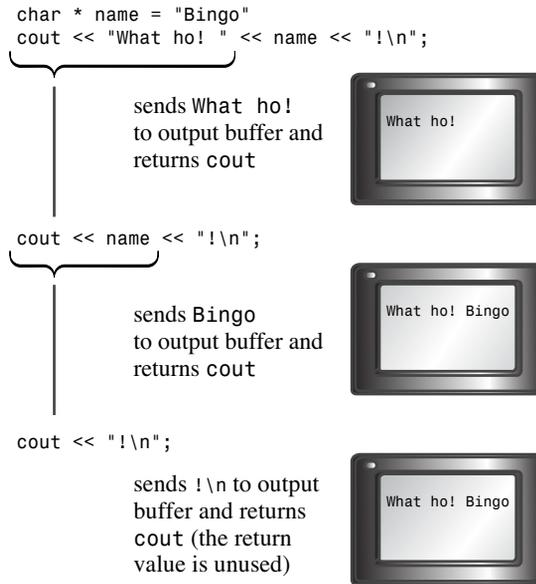 char * name = "Bingo"
cout << "What ho! " << name << "!\n";
sends What ho!
to output buffer and
returns cout
What ho!
cout << name << "!\n";
sends Bingo
to output buffer and
returns cout
What ho! Bingo
cout << "!\n";
sends !\n to output
buffer and returns
cout (the return
value is unused)
What ho! Bingo